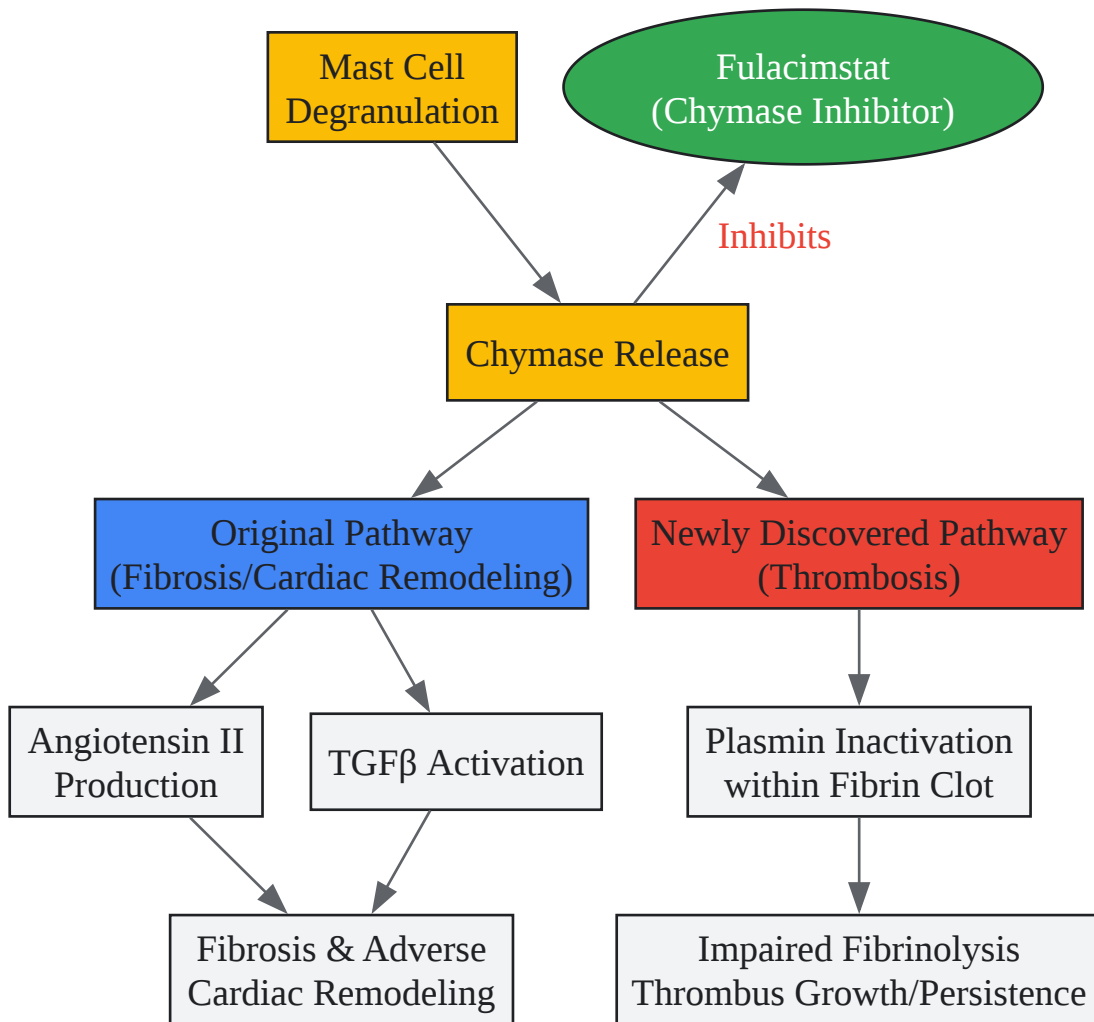 Mast Cell
Degranulation
Fulacimstat
(Chymase Inhibitor)
Inhibits
Chymase Release
Original Pathway
(Fibrosis/Cardiac Remodeling)
Newly Discovered Pathway
(Thrombosis)
Angiotensin II
Production
TGFβ Activation
Plasmin Inactivation
within Fibrin Clot
Fibrosis & Adverse
Cardiac Remodeling
Impaired Fibrinolysis
Thrombus Growth/Persistence